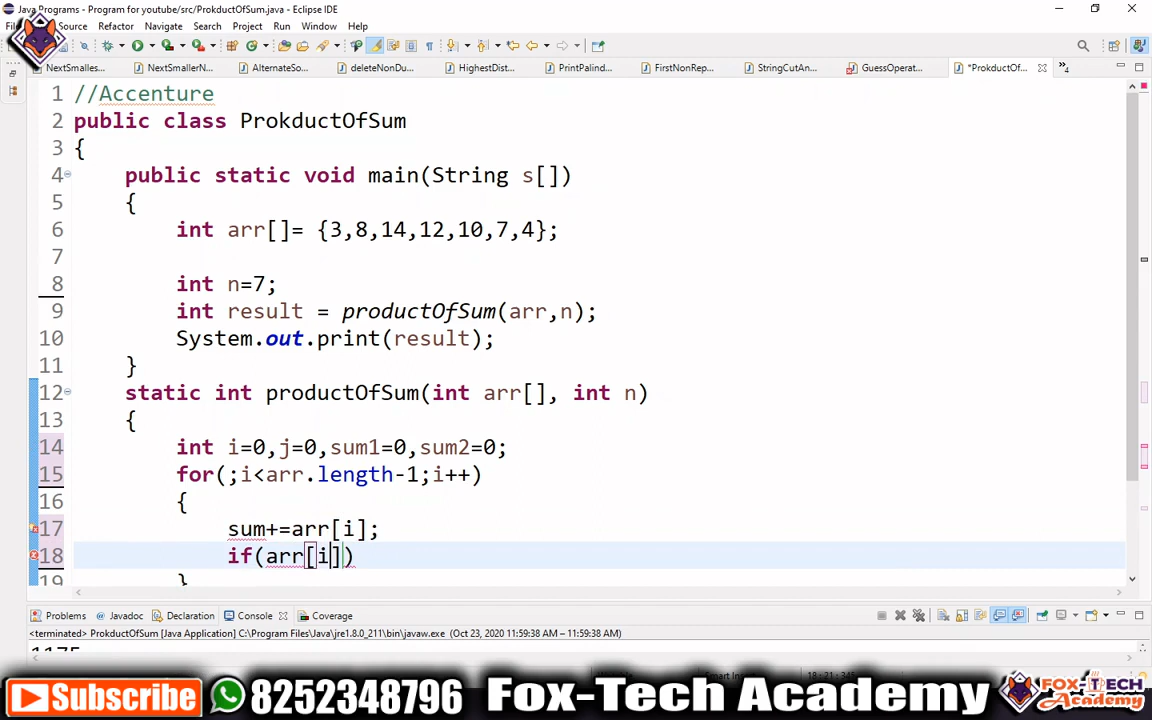 Java Programs - Program for youtube/src/ProkductOfSum.java - Eclipse IDE
Source Refactor Navigate Search Project Run Window Help
NextSmalles... NextSmallerN... AlternateSo... deleteNonDu... HighestDist... PrintPalind... FirstNonRep... StringCutAn... GuessOperat... *ProkductOf... 4
1 //Accenture
2 public class ProkductOfSum
3 {
4 public static void main(String s[])
5 {
6 int arr[]= {3,8,14,12,10,7,4};
7
8 int n=7;
9 int result = productOfSum(arr,n);
10 System.out.print(result);
11 }
12 static int productOfSum(int arr[], int n)
13 {
14 int i=0,j=0,sum1=0,sum2=0;
15 for(;i<arr.length-1;i++)
16 {
17 sum+=arr[i];
18 if(arr[i])
19 }
Problems Javadoc Declaration Console Coverage
<terminated> ProkductOfSum [Java Application] C:\Program Files\Java\jre1.8.0_211\bin\javaw.exe (Oct 23, 2020 11:59:38 AM – 11:59:38 AM)
1175
Subscribe 8252348796 Fox-Tech Academy FOX-TECH Academy